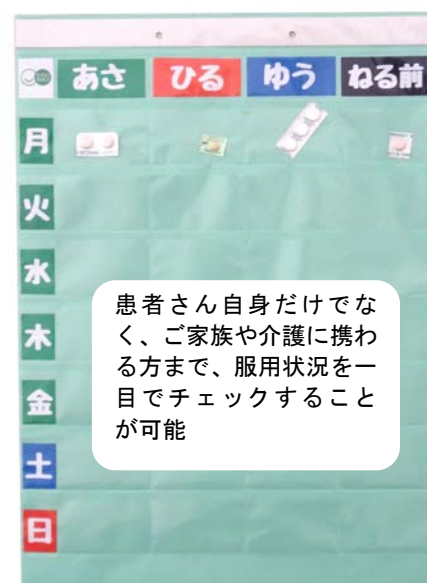 あさ ひる ゆう ねる前
月
火
水
木
金
土
日
患者さん自身だけでな
く、ご家族や介護に携わ
る方まで、服用状況を一
目でチェックすること
が可能